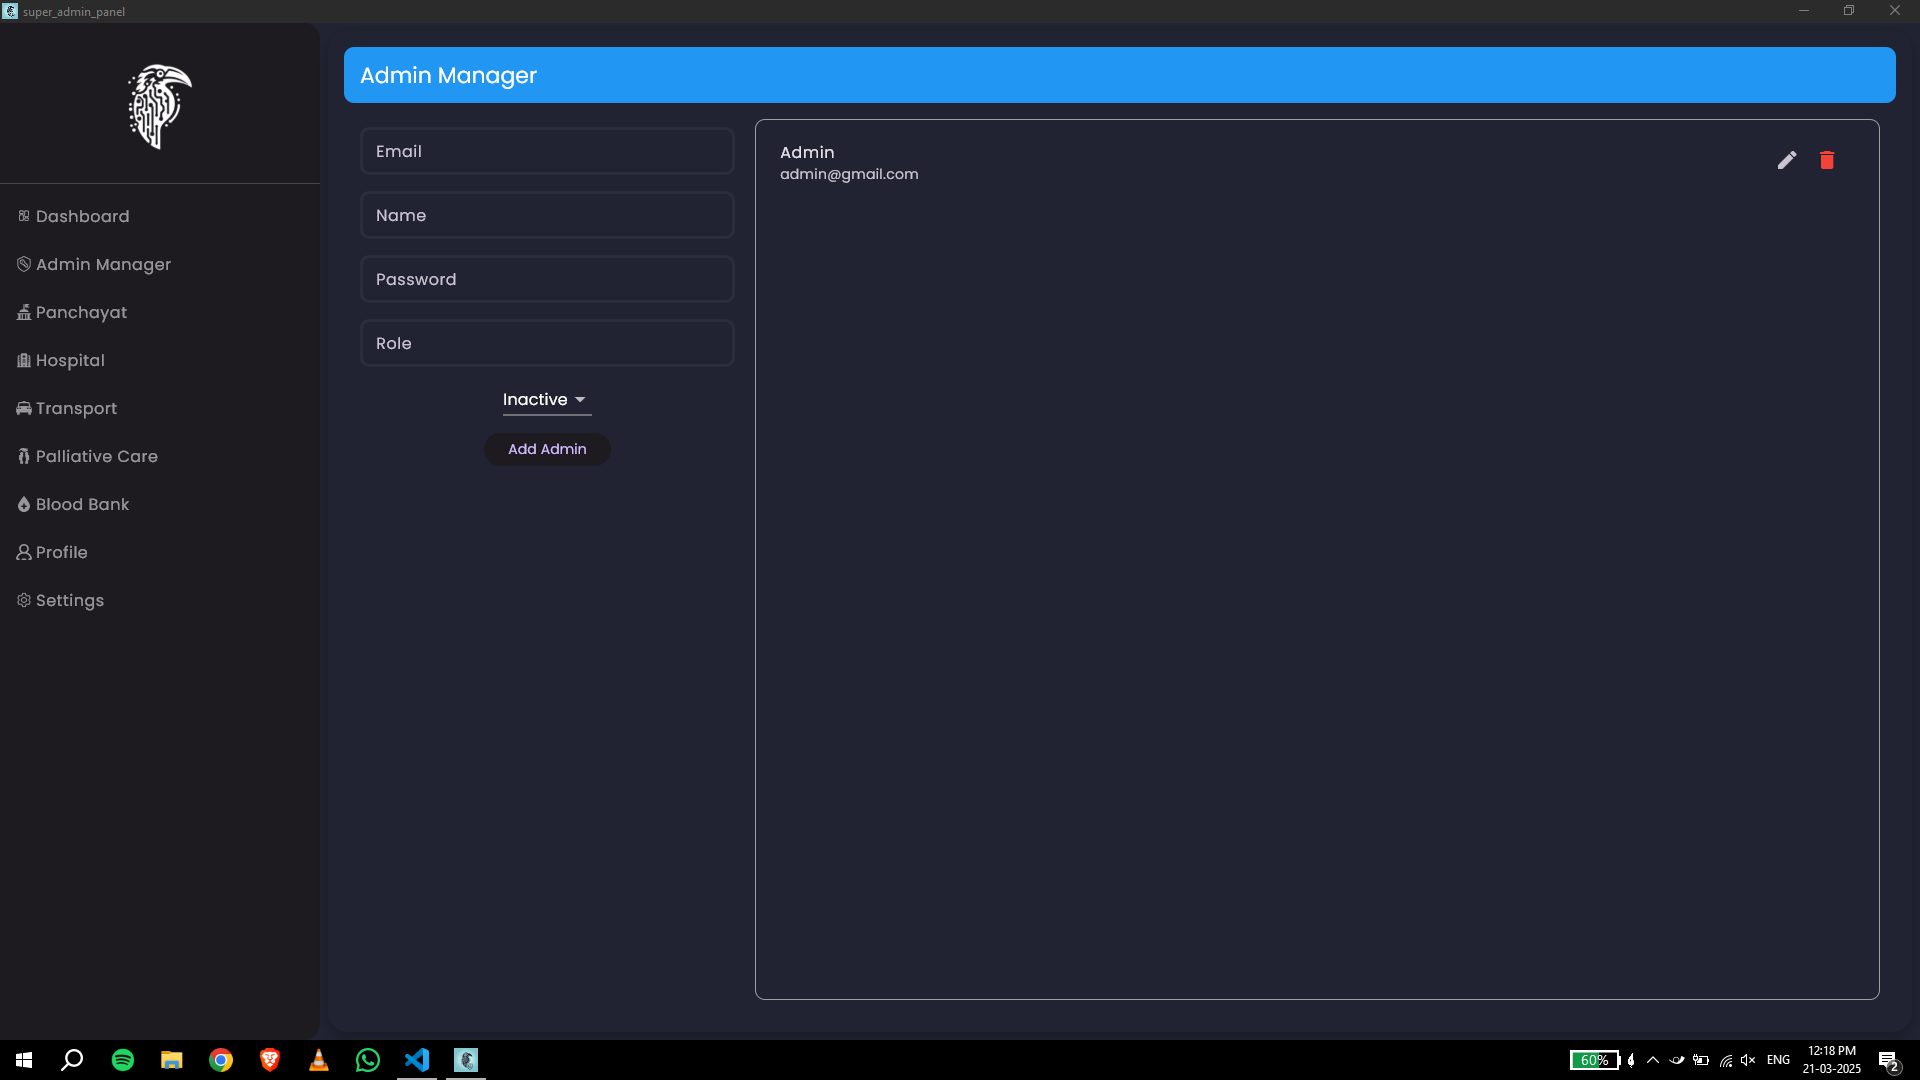 super_admin_panel
Admin Manager
Dashboard
Admin Manager
Panchayat
Hospital
Transport
Palliative Care
Blood Bank
Profile
Settings
Email
Name
Password
Role
Inactive
Add Admin
Admin
admin@gmail.com
60%
ENG
12:18 PM
21-03-2025
2